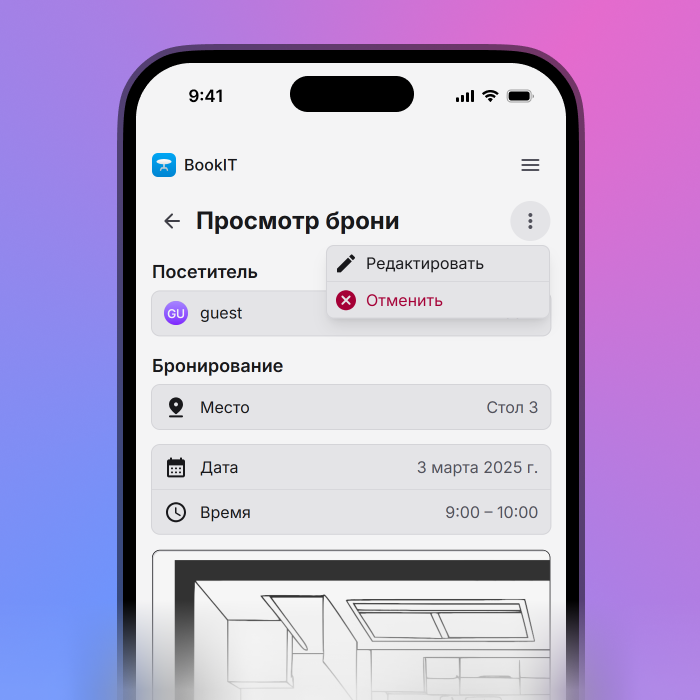 9:41
BookIT
Просмотр брони
Редактировать
Посетитель
Отменить
GU guest
Бронирование
Место Стол 3
Дата 3 марта 2025 г.
Время 9:00 – 10:00